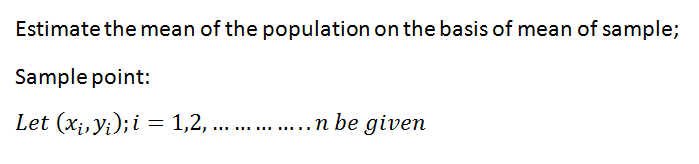 Estimate the mean of the population on the basis of mean of sample;
Sample point:
Let (xᵢ, yᵢ); i = 1,2, … … … … . . n be given